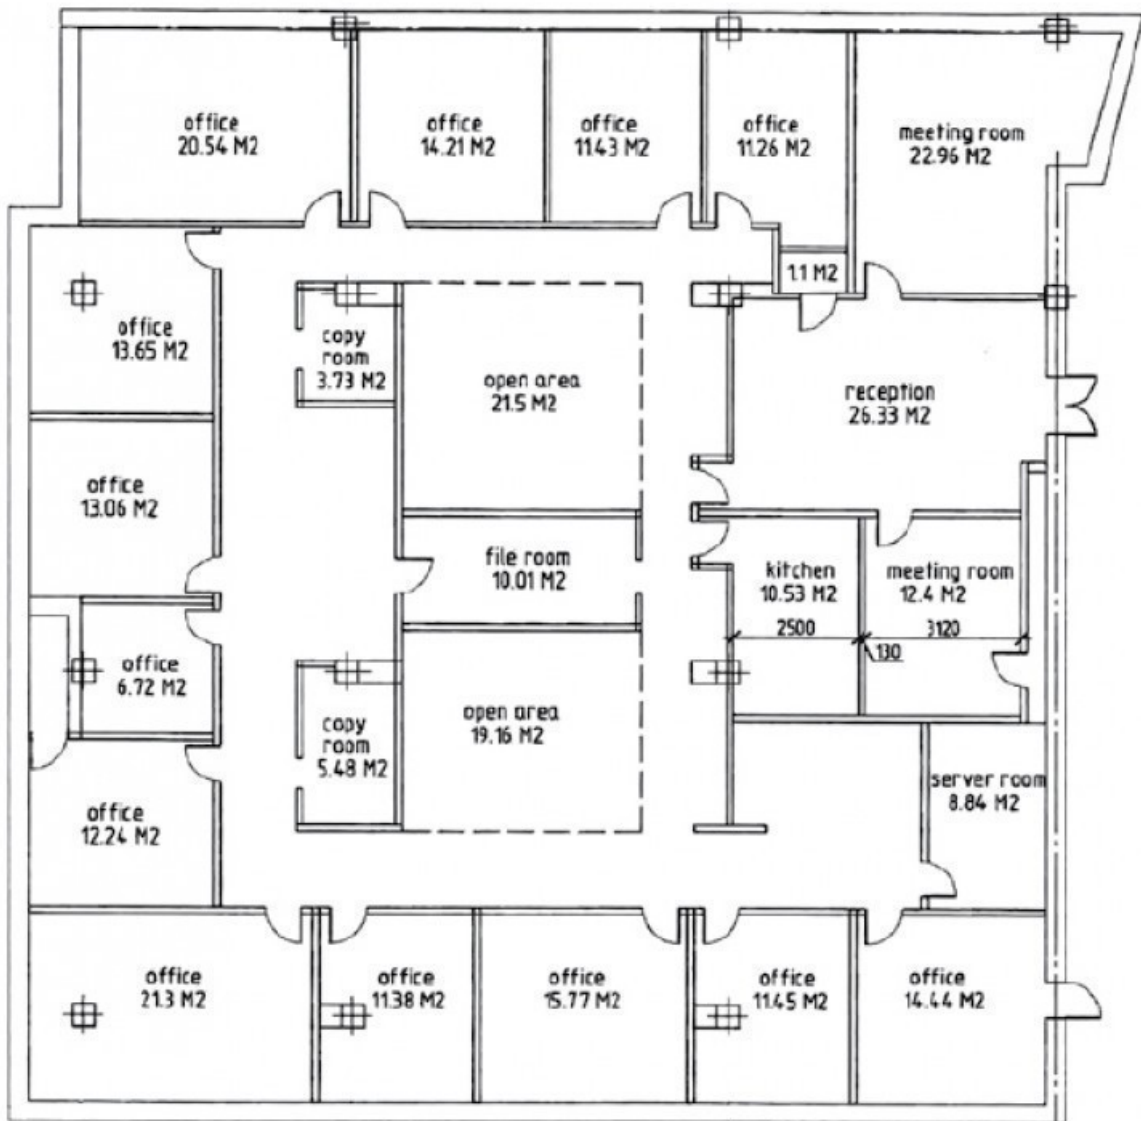 office
20.54 M2
office
14.21 M2
office
11.43 M2
office
11.26 M2
meeting room
22.96 M2
1.1 M2
office
13.65 M2
copy
room
3.73 M2
open area
21.5 M2
reception
26.33 M2
office
13.06 M2
file room
10.01 M2
kitchen
10.53 M2
meeting room
12.4 M2
2500
3120
130
office
6.72 M2
copy
room
5.48 M2
open area
19.16 M2
server room
8.84 M2
office
12.24 M2
office
21.3 M2
office
11.38 M2
office
15.77 M2
office
11.45 M2
office
14.44 M2